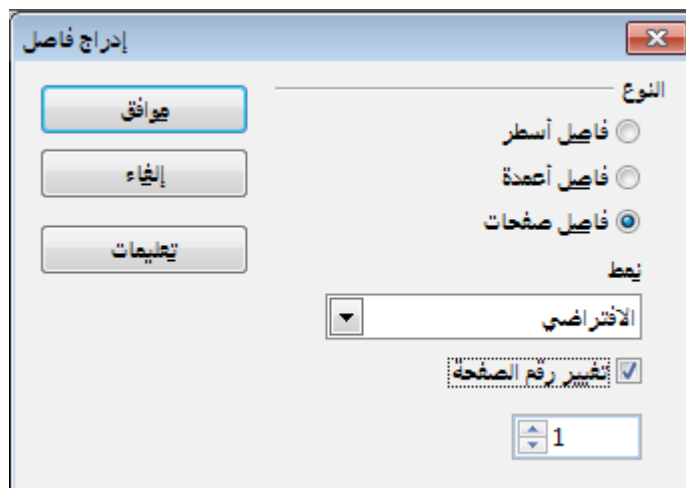 إدراج فاصل
النوع
فاصل أسطر
فاصل أعمدة
فاصل صفحات
نمط
الافتراضي
تغيير رقم الصفحة
1
موافق
إلغاء
تعليمات